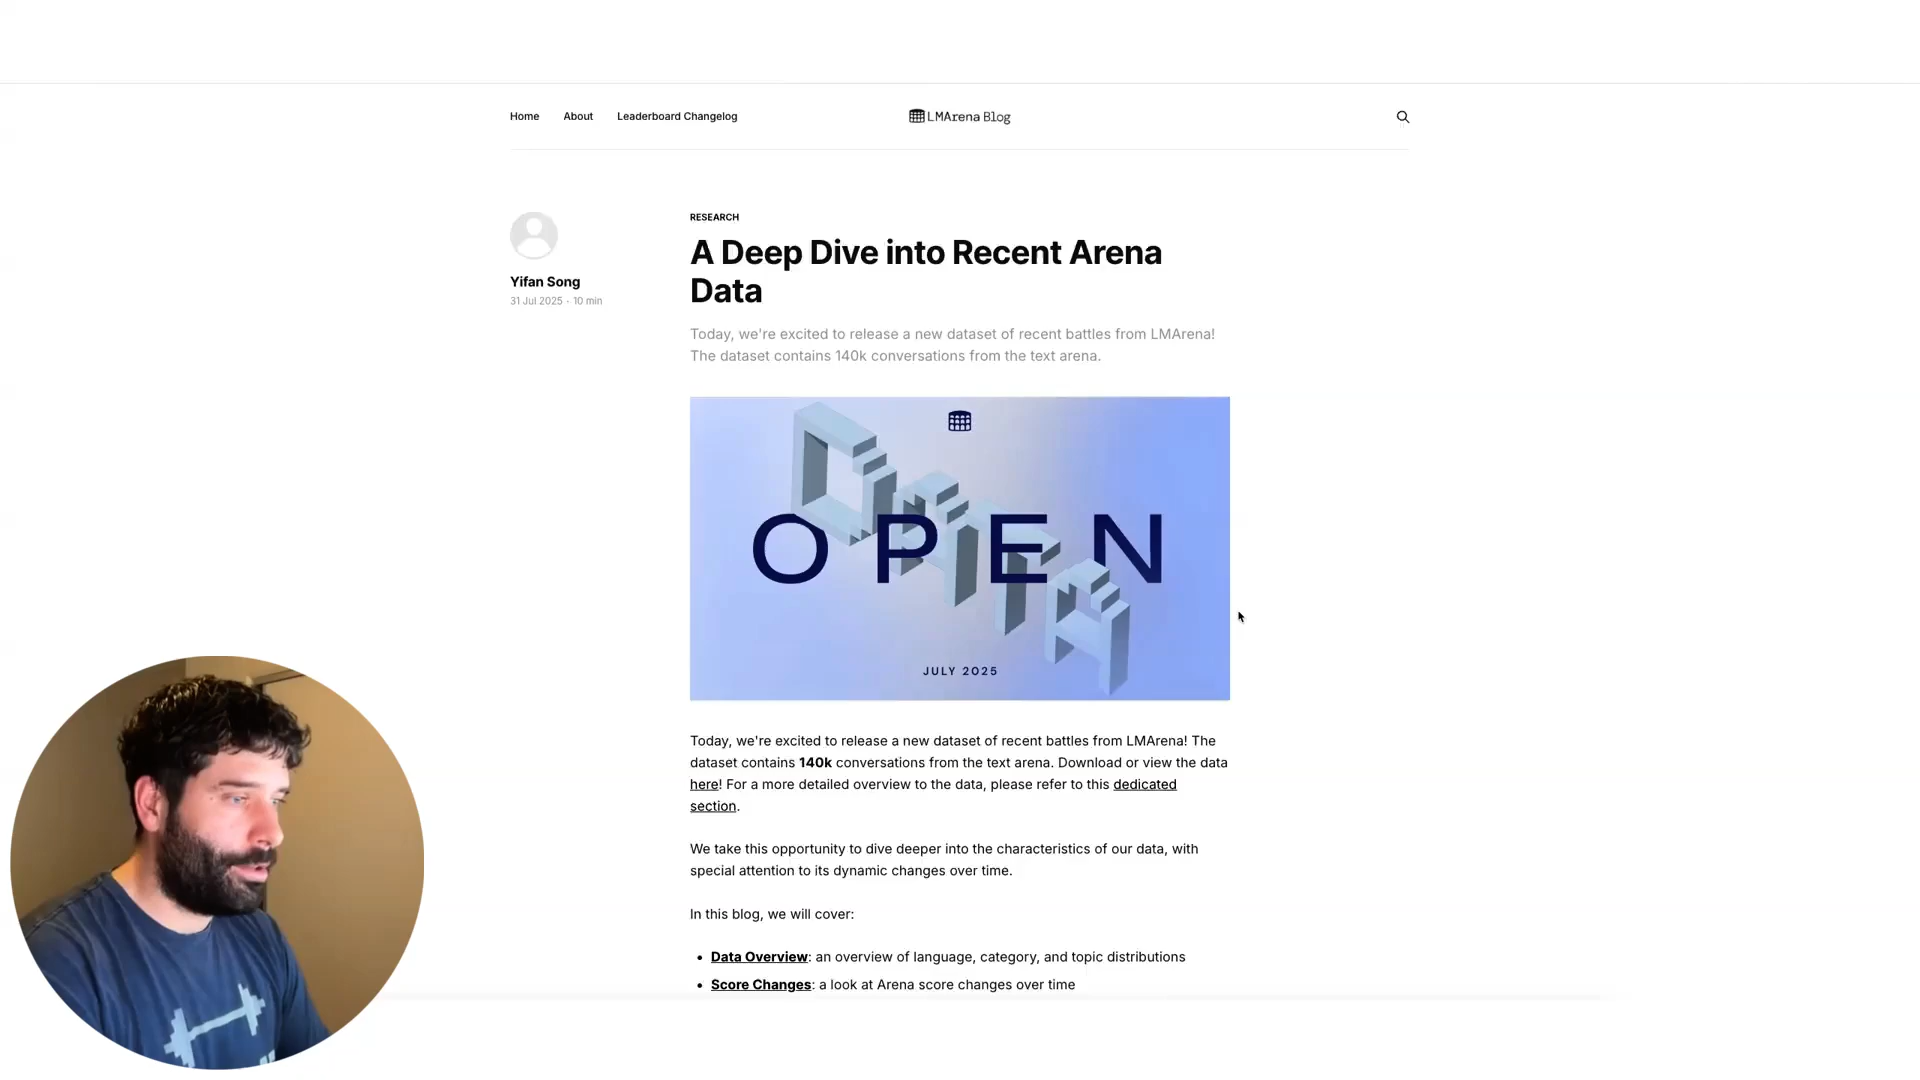 Home About Leaderboard Changelog
LMArena Blog
Yifan Song
31 Jul 2025 · 10 min
RESEARCH
A Deep Dive into Recent Arena
Data
Today, we're excited to release a new dataset of recent battles from LMArena!
The dataset contains 140k conversations from the text arena.
DATA
OPEN
JULY 2025
Today, we're excited to release a new dataset of recent battles from LMArena! The
dataset contains 140k conversations from the text arena. Download or view the data
here! For a more detailed overview to the data, please refer to this dedicated
section.
We take this opportunity to dive deeper into the characteristics of our data, with
special attention to its dynamic changes over time.
In this blog, we will cover:
• Data Overview: an overview of language, category, and topic distributions
• Score Changes: a look at Arena score changes over time